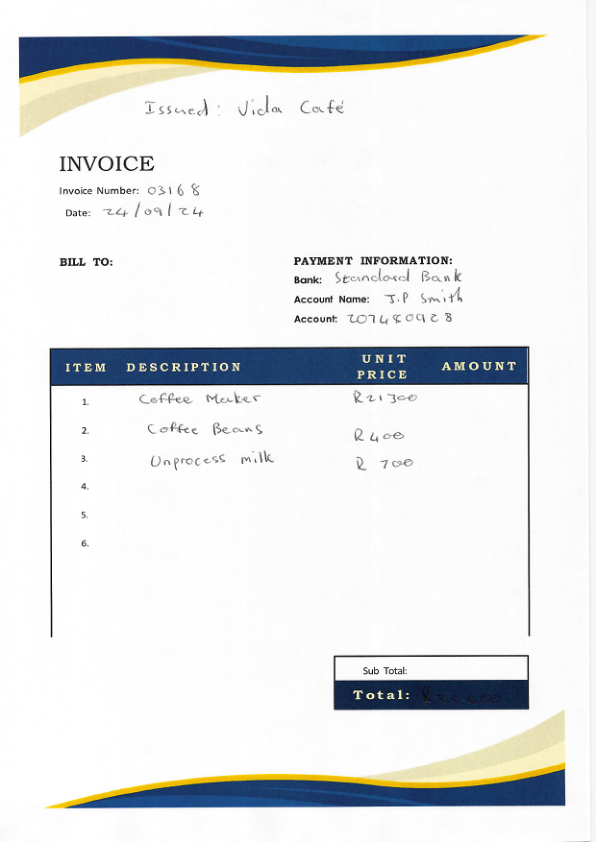 Issued: Vida Café
INVOICE
Invoice Number: 03168
Date: 24/09/24
BILL TO:
PAYMENT INFORMATION:
Bank: Standard Bank
Account Name: J.P Smith
Account: 207480928
ITEM DESCRIPTION UNIT PRICE AMOUNT
1. Coffee Maker R21300
2. Coffee Beans R400
3. Unprocess milk R 700
4.
5.
6.
Sub Total:
Total: